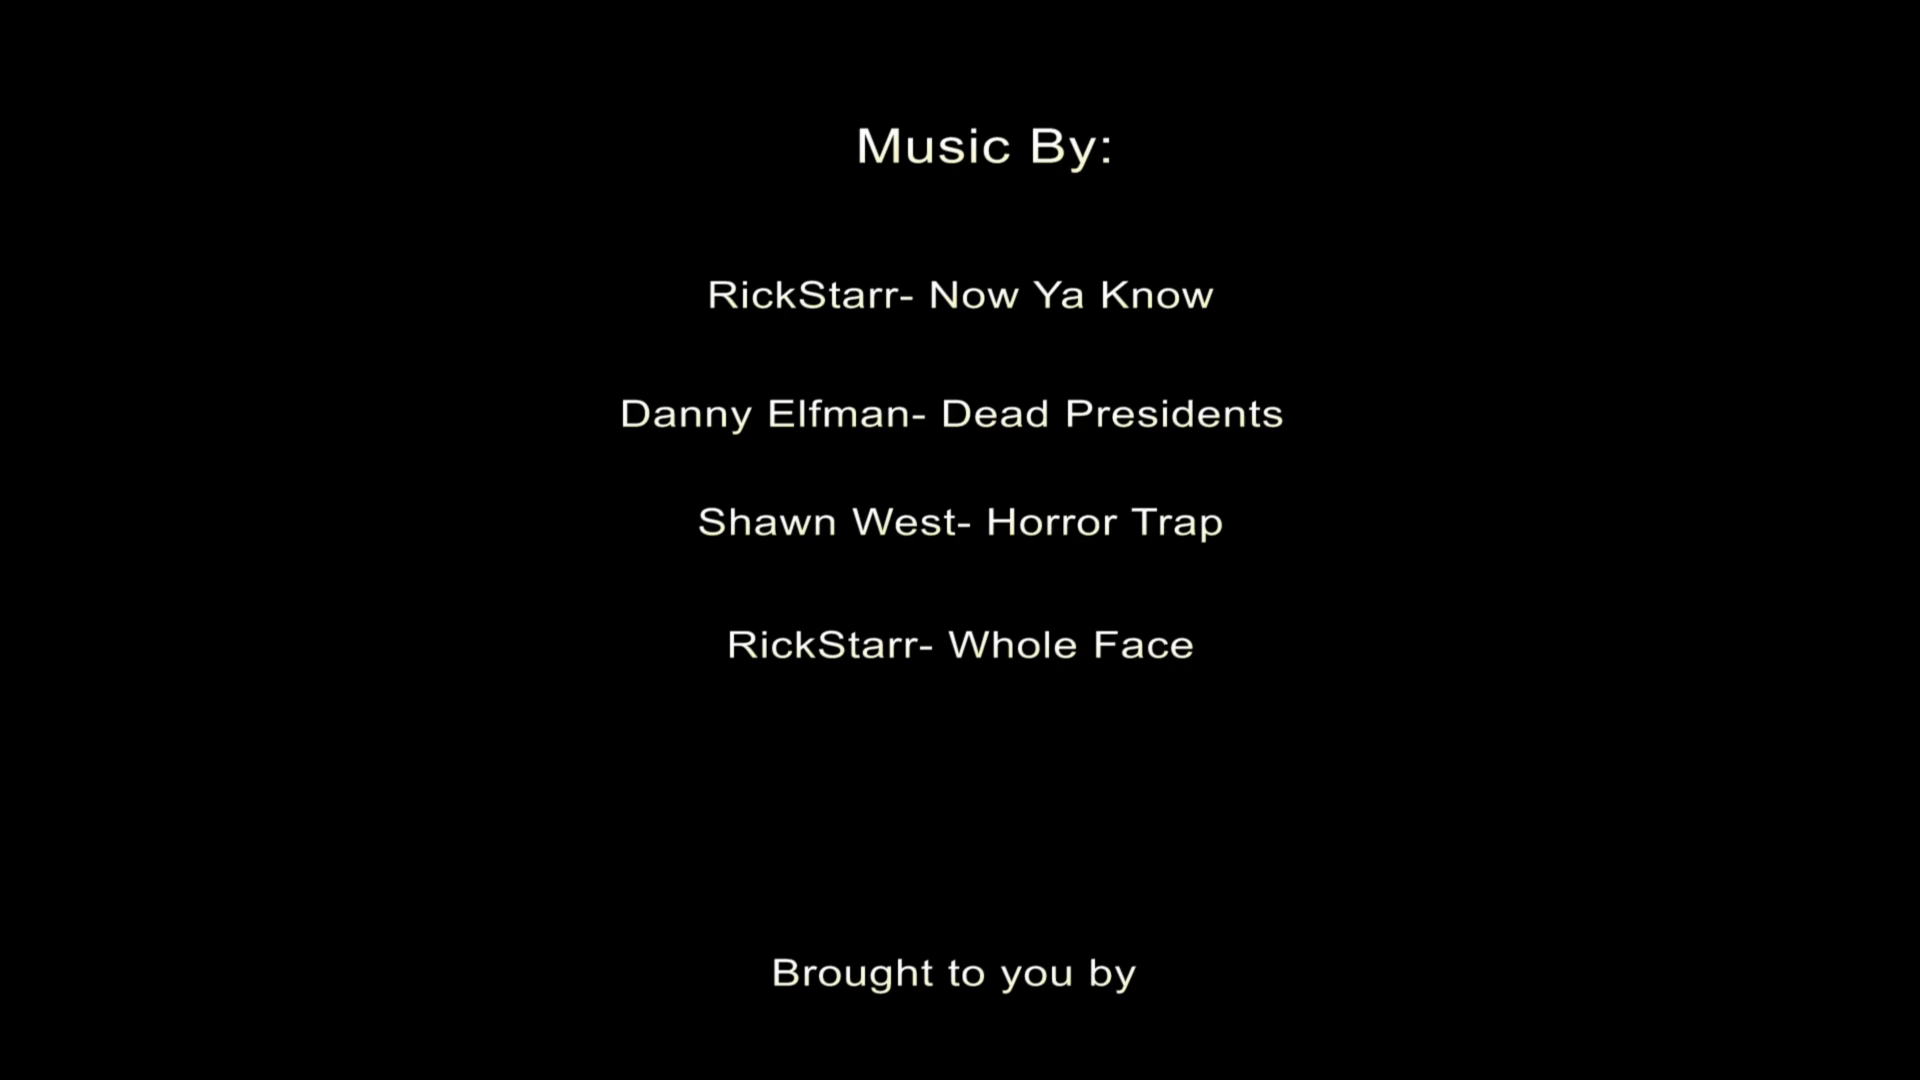 Music By:
RickStarr- Now Ya Know
Danny Elfman- Dead Presidents
Shawn West- Horror Trap
RickStarr- Whole Face
Brought to you by